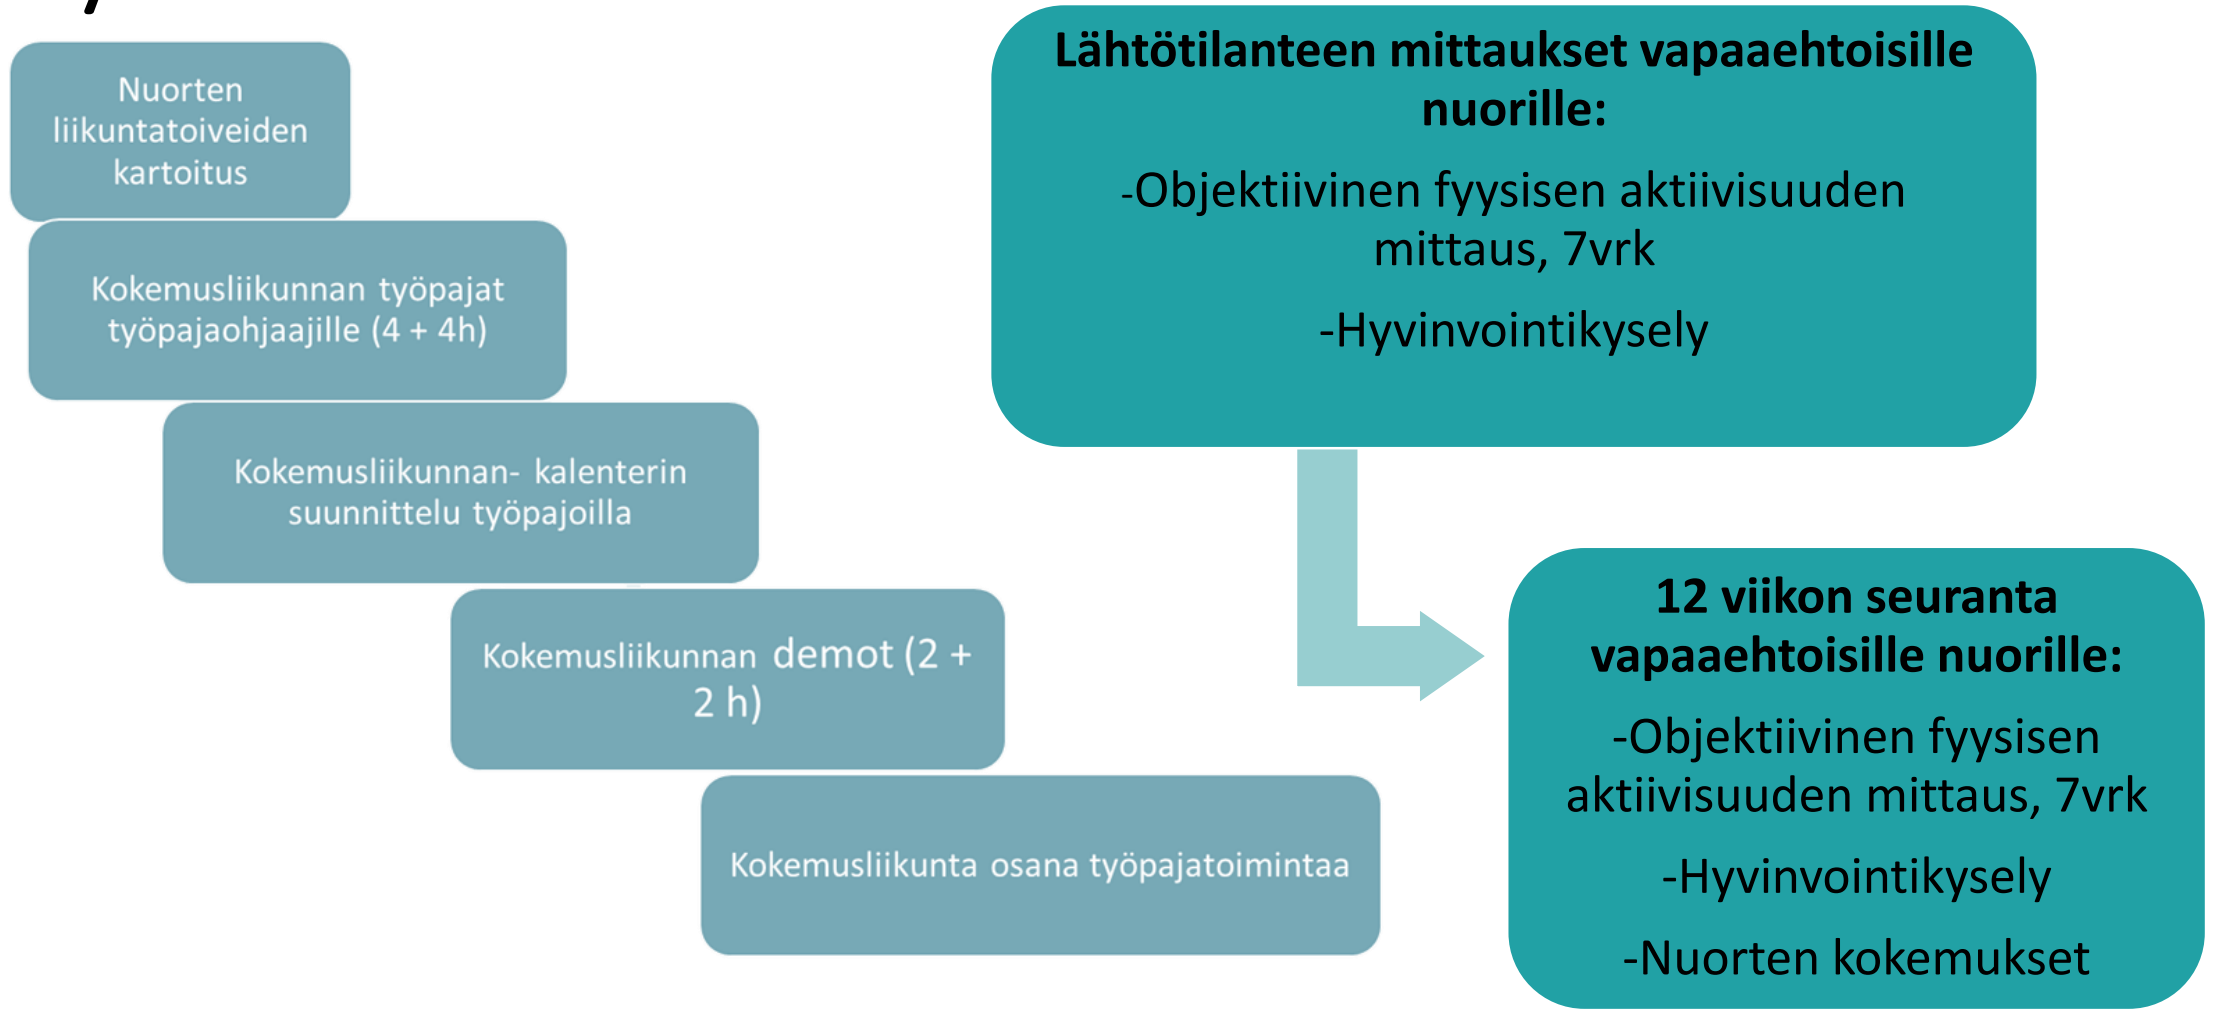 Nuorten
liikuntatoiveiden
kartoitus
Kokemusliikunnan työpajat
työpajaohjaajille (4 + 4h)
Kokemusliikunnan- kalenterin
suunnittelu työpajoilla
Kokemusliikunnan demot (2 +
2 h)
Kokemusliikunta osana työpajatoimintaa
Lähtötilanteen mittaukset vapaaehtoisille
nuorille:
-Objektiivinen fyysisen aktiivisuuden
mittaus, 7vrk
-Hyvinvointikysely
12 viikon seuranta
vapaaehtoisille nuorille:
-Objektiivinen fyysisen
aktiivisuuden mittaus, 7vrk
-Hyvinvointikysely
-Nuorten kokemukset